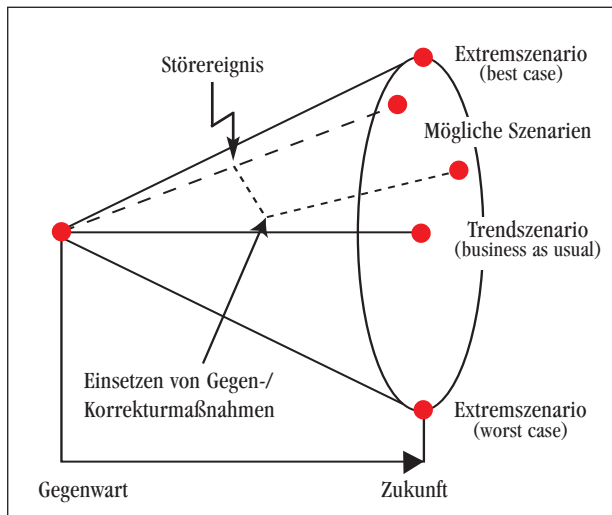 Störereignis
Extremszenario
(best case)
Mögliche Szenarien
Trendszenario
(business as usual)
Einsetzen von Gegen-/
Korrekturmaßnahmen
Extremszenario
(worst case)
Gegenwart
Zukunft